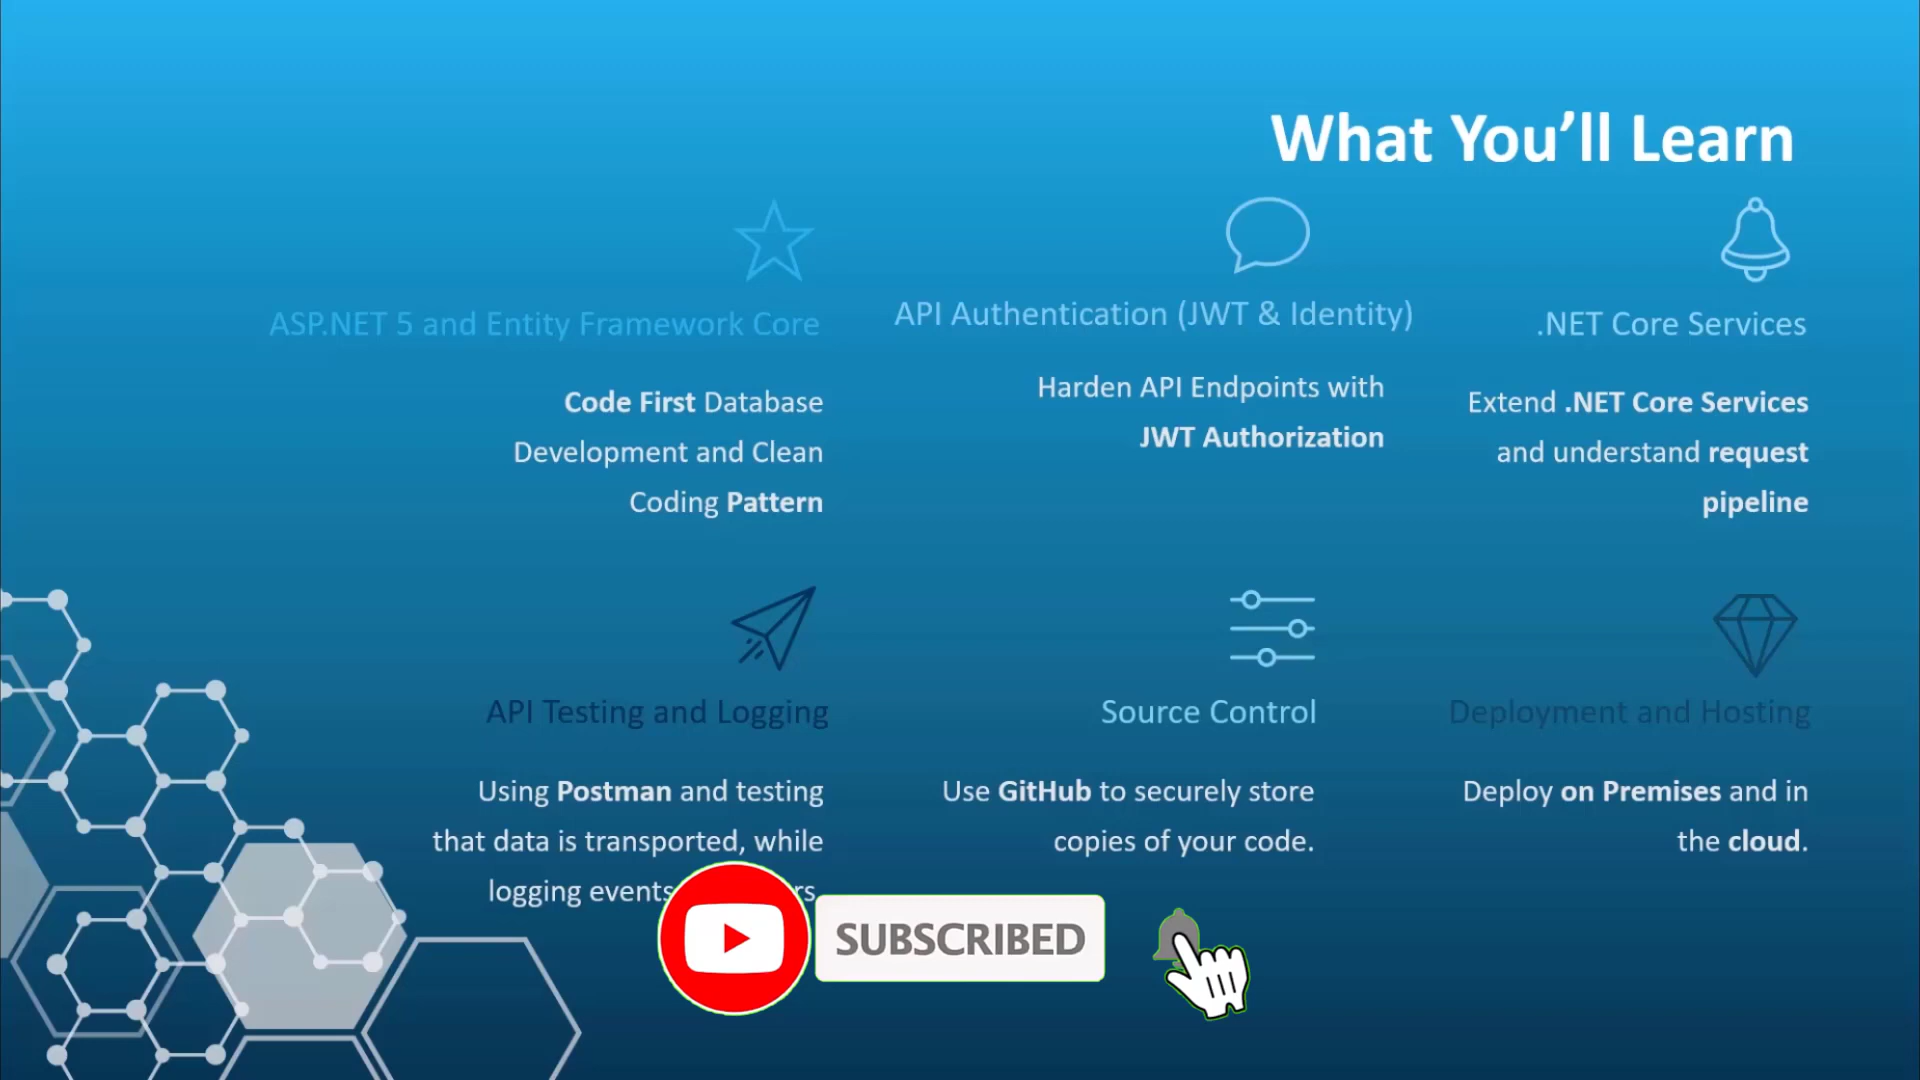 What You’ll Learn
ASP.NET 5 and Entity Framework Core
Code First Database
Development and Clean
Coding Pattern
API Authentication (JWT & Identity)
Harden API Endpoints with
JWT Authorization
.NET Core Services
Extend .NET Core Services
and understand request
pipeline
API Testing and Logging
Using Postman and testing
that data is transported, while
logging events
Source Control
Use GitHub to securely store
copies of your code.
Deployment and Hosting
Deploy on Premises and in
the cloud.
SUBSCRIBED